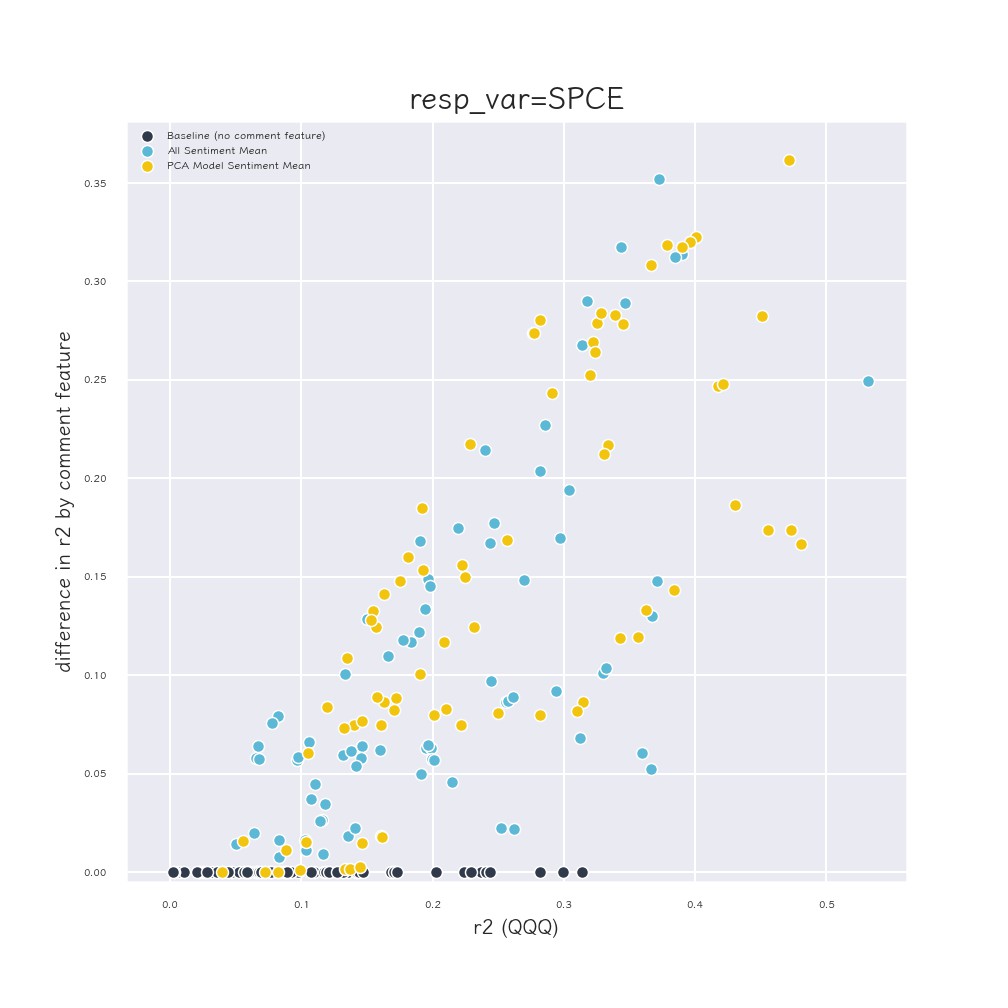 resp_var=SPCE
Baseline (no comment feature)
All Sentiment Mean
PCA Model Sentiment Mean
difference in r2 by comment feature
0.35
0.30
0.25
0.20
0.15
0.10
0.05
0.00
0.0 0.1 0.2 0.3 0.4 0.5
r2 (QQQ)